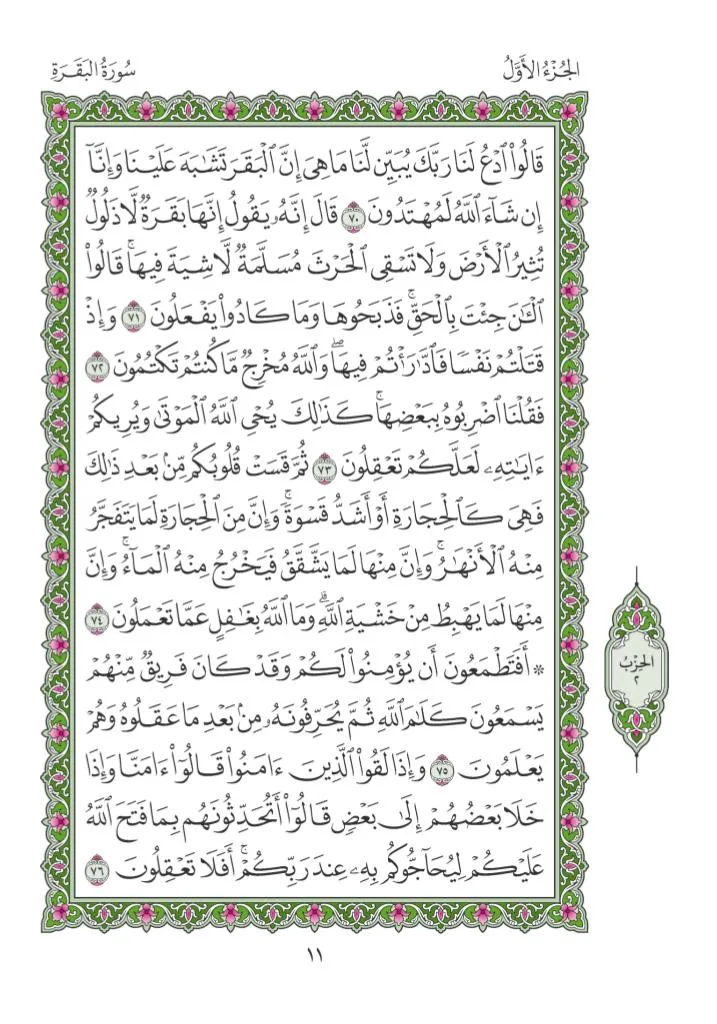 الجُزْءُ الأَوَّلُ
سُورَةُ البَقَرَةِ
قَالُوا۟ ٱدْعُ لَنَا رَبَّكَ يُبَيِّن لَّنَا مَا هِىَ إِنَّ ٱلْبَقَرَ تَشَٰبَهَ عَلَيْنَا وَإِنَّآ
إِن شَآءَ ٱللَّهُ لَمُهْتَدُونَ ٧٠ قَالَ إِنَّهُۥ يَقُولُ إِنَّهَا بَقَرَةٌ لَّا ذَلُولٌ
تُثِيرُ ٱلْأَرْضَ وَلَا تَسْقِى ٱلْحَرْثَ مُسَلَّمَةٌ لَّا شِيَةَ فِيهَا ۚ قَالُوا۟
ٱلْـَٰٔنَ جِئْتَ بِٱلْحَقِّ ۚ فَذَبَحُوهَا وَمَا كَادُوا۟ يَفْعَلُونَ ٧١ وَإِذْ
قَتَلْتُمْ نَفْسًا فَٱدَّٰرَْٰٔتُمْ فِيهَا ۖ وَٱللَّهُ مُخْرِجٌ مَّا كُنتُمْ تَكْتُمُونَ ٧٢
فَقُلْنَا ٱضْرِبُوهُ بِبَعْضِهَا ۚ كَذَٰلِكَ يُحْىِ ٱللَّهُ ٱلْمَوْتَىٰ وَيُرِيكُمْ
ءَايَٰتِهِۦ لَعَلَّكُمْ تَعْقِلُونَ ٧٣ ثُمَّ قَسَتْ قُلُوبُكُم مِّنۢ بَعْدِ ذَٰلِكَ
فَهِىَ كَٱلْحِجَارَةِ أَوْ أَشَدُّ قَسْوَةً ۚ وَإِنَّ مِنَ ٱلْحِجَارَةِ لَمَا يَتَفَجَّرُ
مِنْهُ ٱلْأَنْهَٰرُ ۚ وَإِنَّ مِنْهَا لَمَا يَشَّقَّقُ فَيَخْرُجُ مِنْهُ ٱلْمَآءُ ۚ وَإِنَّ
مِنْهَا لَمَا يَهْبِطُ مِنْ خَشْيَةِ ٱللَّهِ ۗ وَمَا ٱللَّهُ بِغَٰفِلٍ عَمَّا تَعْمَلُونَ ٧٤
* أَفَتَطْمَعُونَ أَن يُؤْمِنُوا۟ لَكُمْ وَقَدْ كَانَ فَرِيقٌ مِّنْهُمْ
يَسْمَعُونَ كَلَٰمَ ٱللَّهِ ثُمَّ يُحَرِّفُونَهُۥ مِنۢ بَعْدِ مَا عَقَلُوهُ وَهُمْ
يَعْلَمُونَ ٧٥ وَإِذَا لَقُوا۟ ٱلَّذِينَ ءَامَنُوا۟ قَالُوٓا۟ ءَامَنَّا وَإِذَا
خَلَا بَعْضُهُمْ إِلَىٰ بَعْضٍ قَالُوٓا۟ أَتُحَدِّثُونَهُم بِمَا فَتَحَ ٱللَّهُ
عَلَيْكُمْ لِيُحَآجُّوكُم بِهِۦ عِندَ رَبِّكُمْ ۚ أَفَلَا تَعْقِلُونَ ٧٦
الحِزْبُ
٢
١١